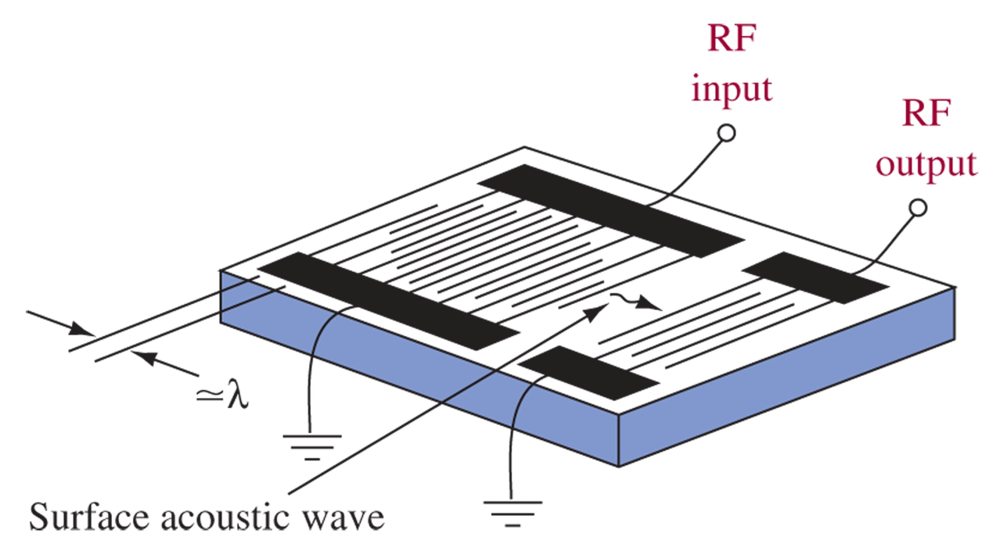 RF
input
RF
output
≃λ
Surface acoustic wave